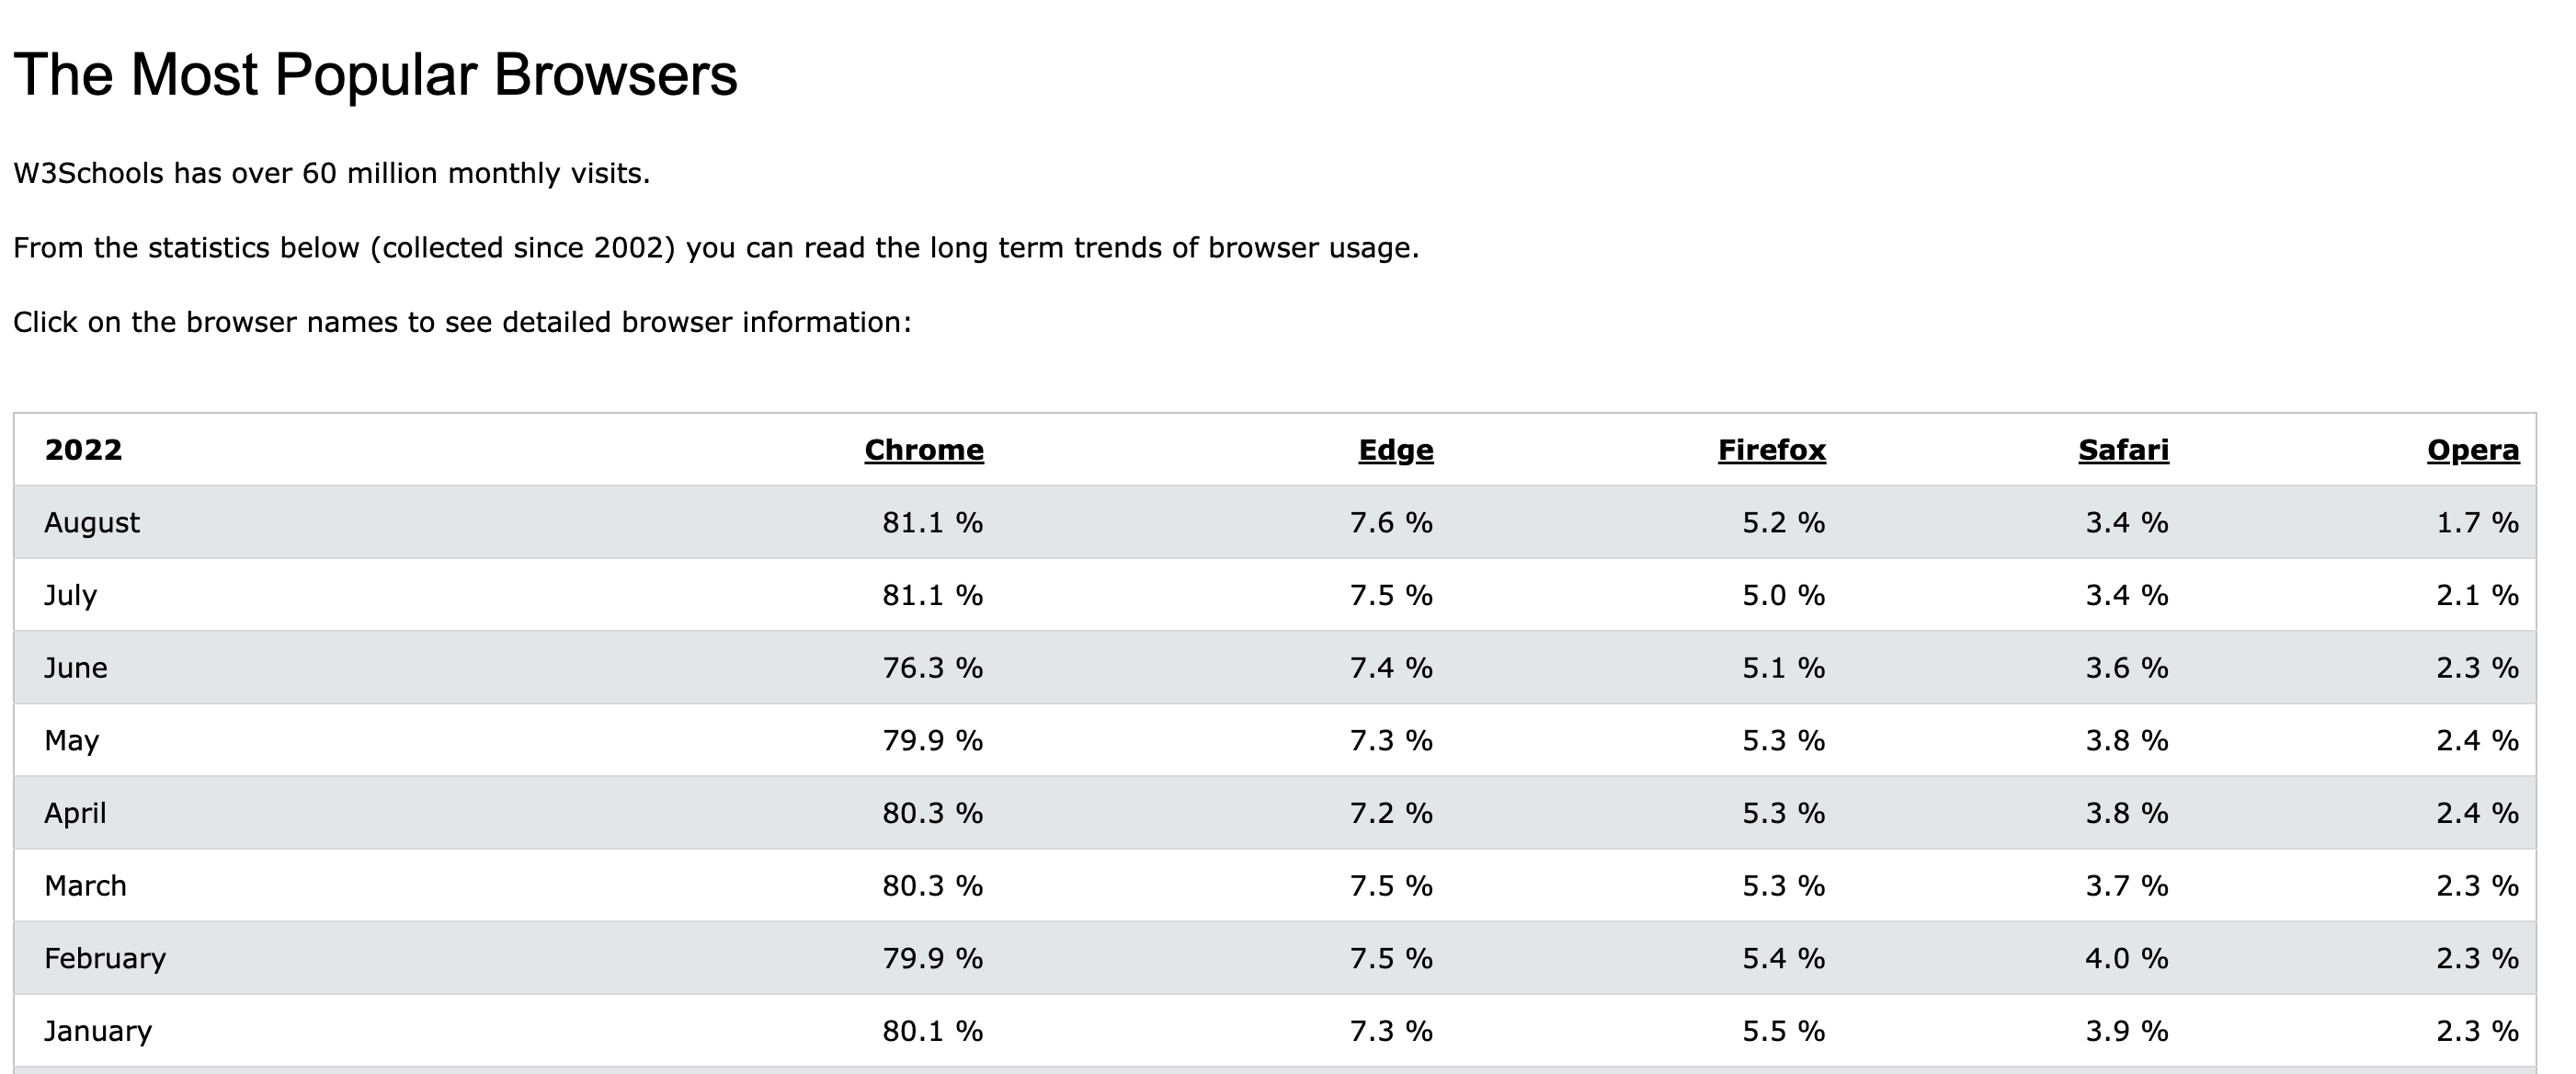 The Most Popular Browsers
W3Schools has over 60 million monthly visits.
From the statistics below (collected since 2002) you can read the long term trends of browser usage.
Click on the browser names to see detailed browser information:
2022 Chrome Edge Firefox Safari Opera
August 81.1 % 7.6 % 5.2 % 3.4 % 1.7 %
July 81.1 % 7.5 % 5.0 % 3.4 % 2.1 %
June 76.3 % 7.4 % 5.1 % 3.6 % 2.3 %
May 79.9 % 7.3 % 5.3 % 3.8 % 2.4 %
April 80.3 % 7.2 % 5.3 % 3.8 % 2.4 %
March 80.3 % 7.5 % 5.3 % 3.7 % 2.3 %
February 79.9 % 7.5 % 5.4 % 4.0 % 2.3 %
January 80.1 % 7.3 % 5.5 % 3.9 % 2.3 %